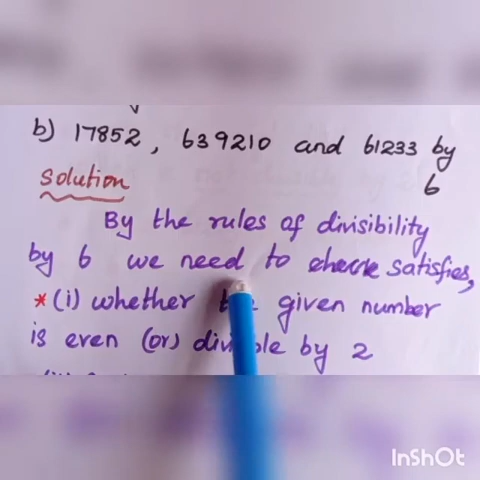 b) 17852, 639210 and 61233 by
6
Solution
By the rules of divisibility
by 6 we need to check satisfies,
*(i) whether the given number
is even (or) divisible by 2
InShOt